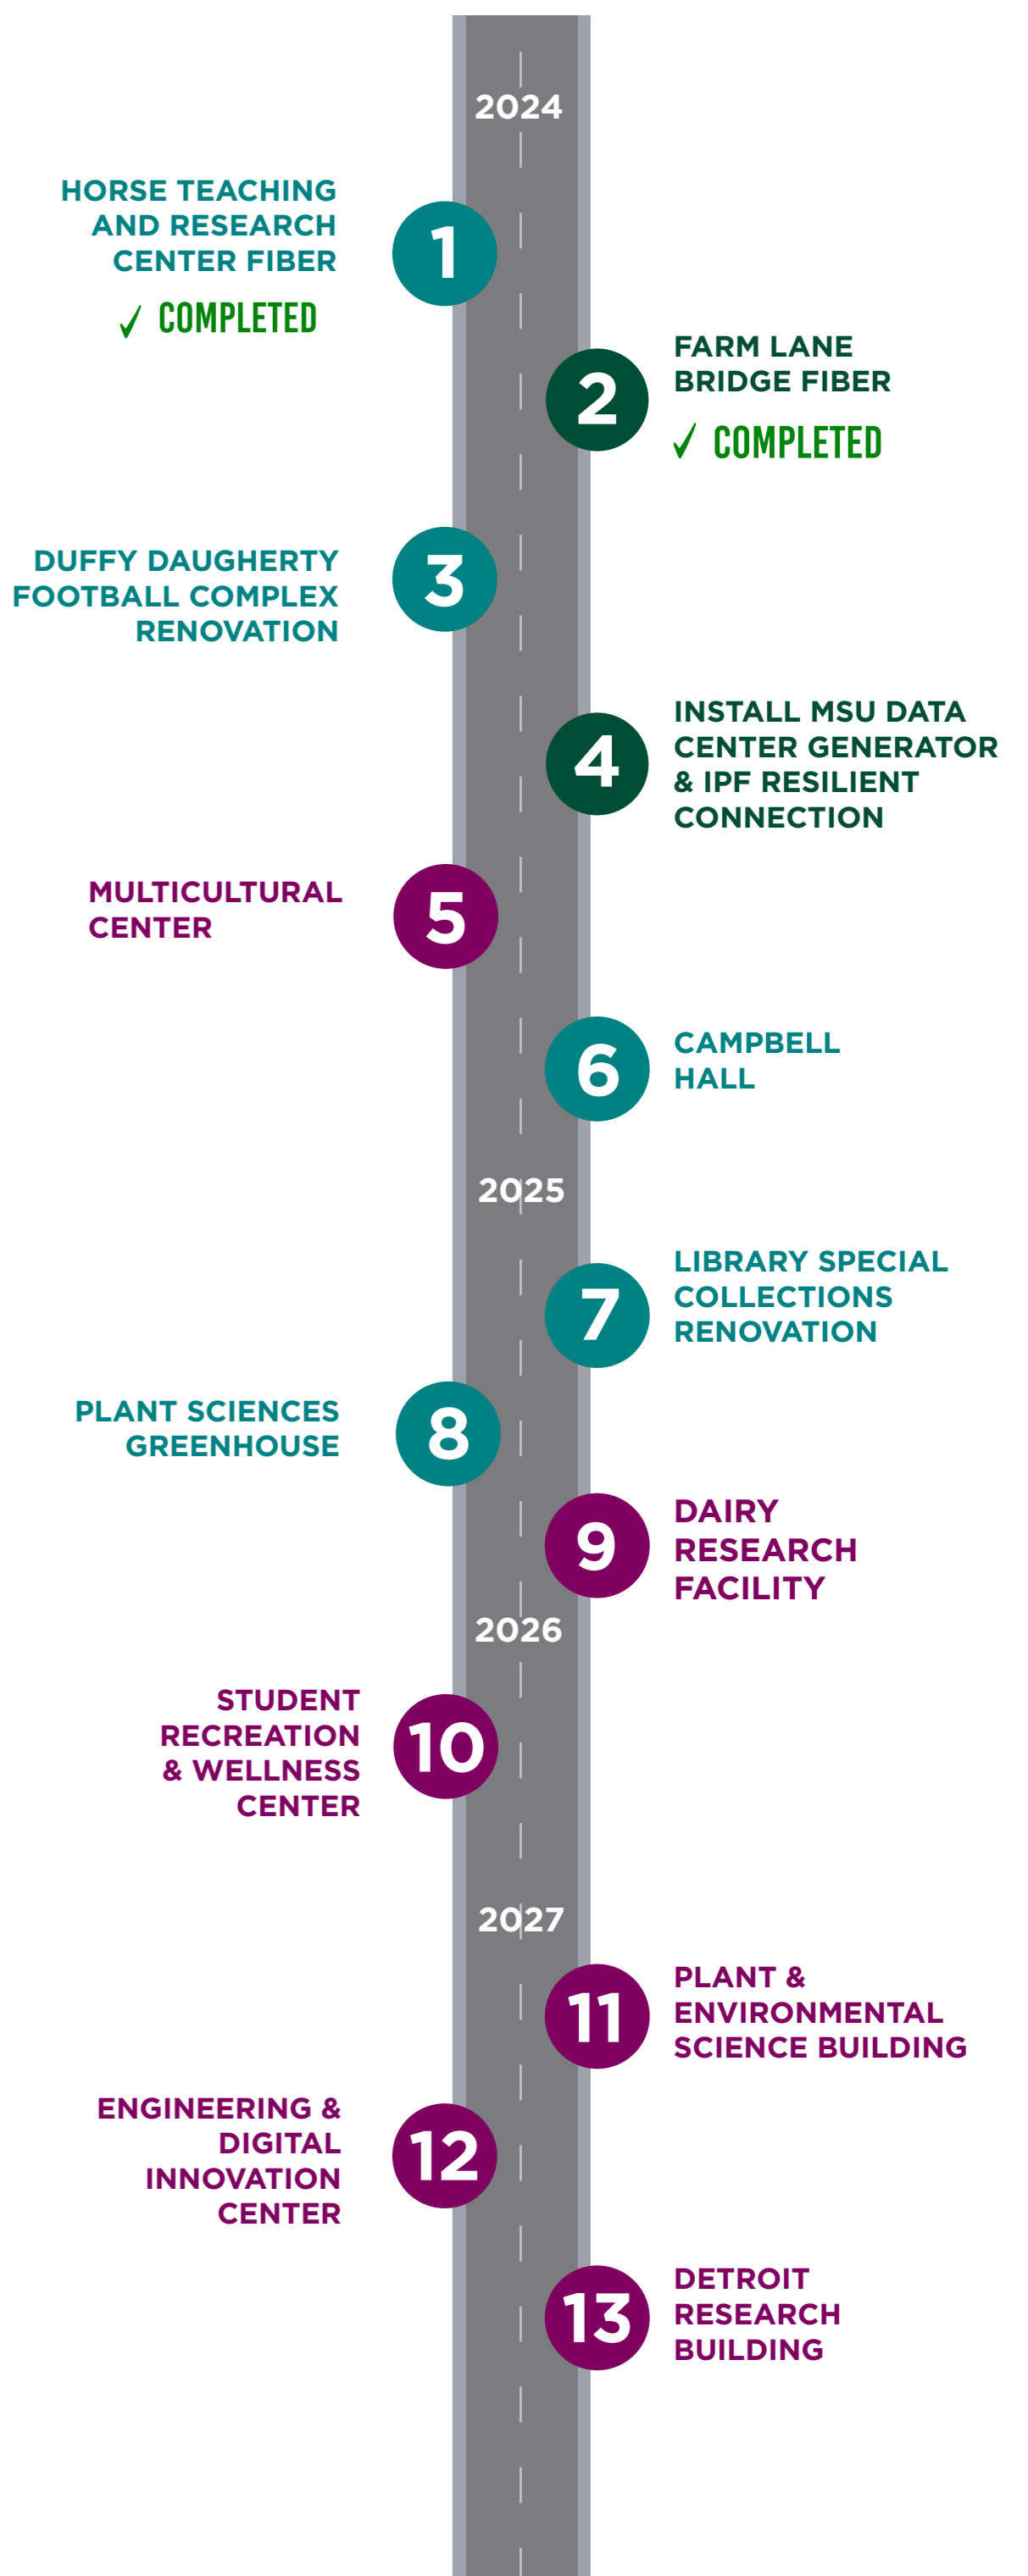 2024
HORSE TEACHING
AND RESEARCH
CENTER FIBER
✓ COMPLETED
1
2
FARM LANE
BRIDGE FIBER
✓ COMPLETED
DUFFY DAUGHERTY
FOOTBALL COMPLEX
RENOVATION
3
4
INSTALL MSU DATA
CENTER GENERATOR
& IPF RESILIENT
CONNECTION
MULTICULTURAL
CENTER
5
6
CAMPBELL
HALL
2025
7
LIBRARY SPECIAL
COLLECTIONS
RENOVATION
PLANT SCIENCES
GREENHOUSE
8
9
DAIRY
RESEARCH
FACILITY
2026
STUDENT
RECREATION
& WELLNESS
CENTER
10
2027
11
PLANT &
ENVIRONMENTAL
SCIENCE BUILDING
ENGINEERING &
DIGITAL
INNOVATION
CENTER
12
13
DETROIT
RESEARCH
BUILDING